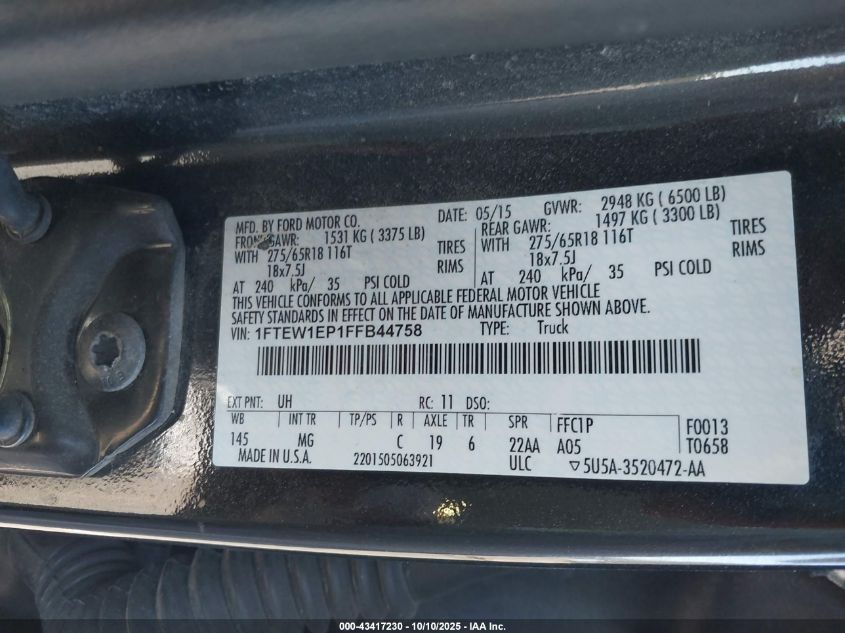 MFD. BY FORD MOTOR CO. DATE: 05/15 GVWR: 2948 KG ( 6500 LB)
FRONT GAWR: 1531 KG ( 3375 LB) REAR GAWR: 1497 KG ( 3300 LB)
WITH 275/65R18 116T TIRES WITH 275/65R18 116T TIRES
18x7.5J RIMS 18x7.5J RIMS
AT 240 kPa/ 35 PSI COLD AT 240 kPa/ 35 PSI COLD
THIS VEHICLE CONFORMS TO ALL APPLICABLE FEDERAL MOTOR VEHICLE
SAFETY STANDARDS IN EFFECT ON THE DATE OF MANUFACTURE SHOWN ABOVE.
VIN: 1FTEW1EP1FFB44758 TYPE: Truck
EXT PNT: UH RC: 11 DSO:
WB INT TR TP/PS R AXLE TR SPR FFC1P F0013
145 MG C 19 6 22AA A05 T0658
MADE IN U.S.A. 2201505063921 ULC ▽5U5A-3520472-AA
000-43417230 - 10/10/2025 - IAA Inc.